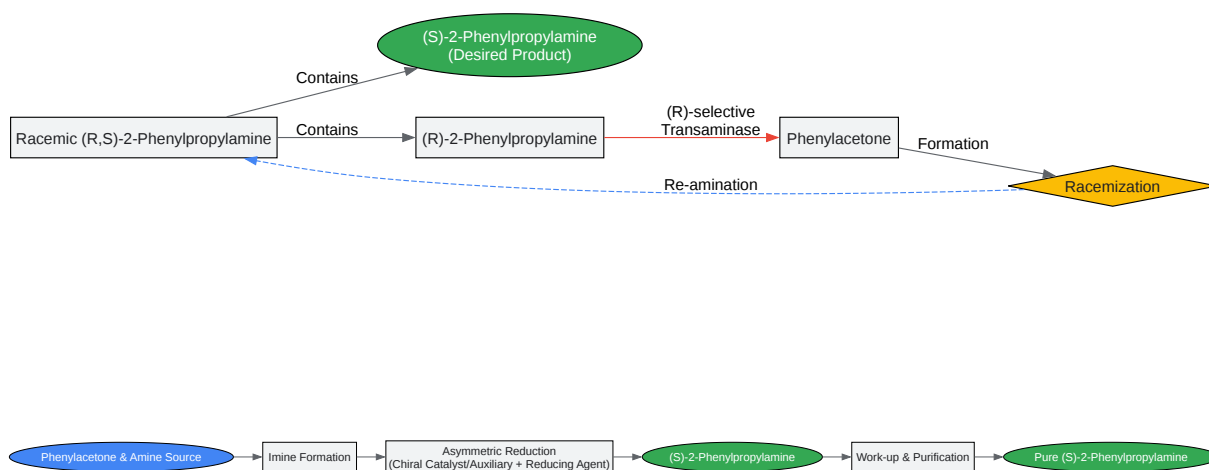 (S)-2-Phenylpropylamine
(Desired Product)
Contains
Racemic (R,S)-2-Phenylpropylamine
Contains
(R)-2-Phenylpropylamine
(R)-selective
Transaminase
Phenylacetone
Formation
Racemization
Re-amination
Phenylacetone & Amine Source
Imine Formation
Asymmetric Reduction
(Chiral Catalyst/Auxiliary + Reducing Agent)
(S)-2-Phenylpropylamine
Work-up & Purification
Pure (S)-2-Phenylpropylamine